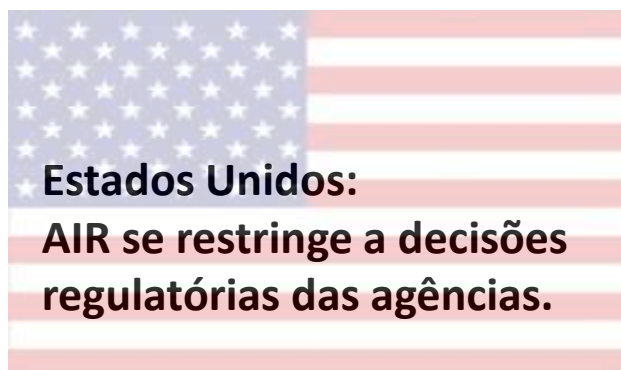 Estados Unidos:
AIR se restringe a decisões
regulatórias das agências.